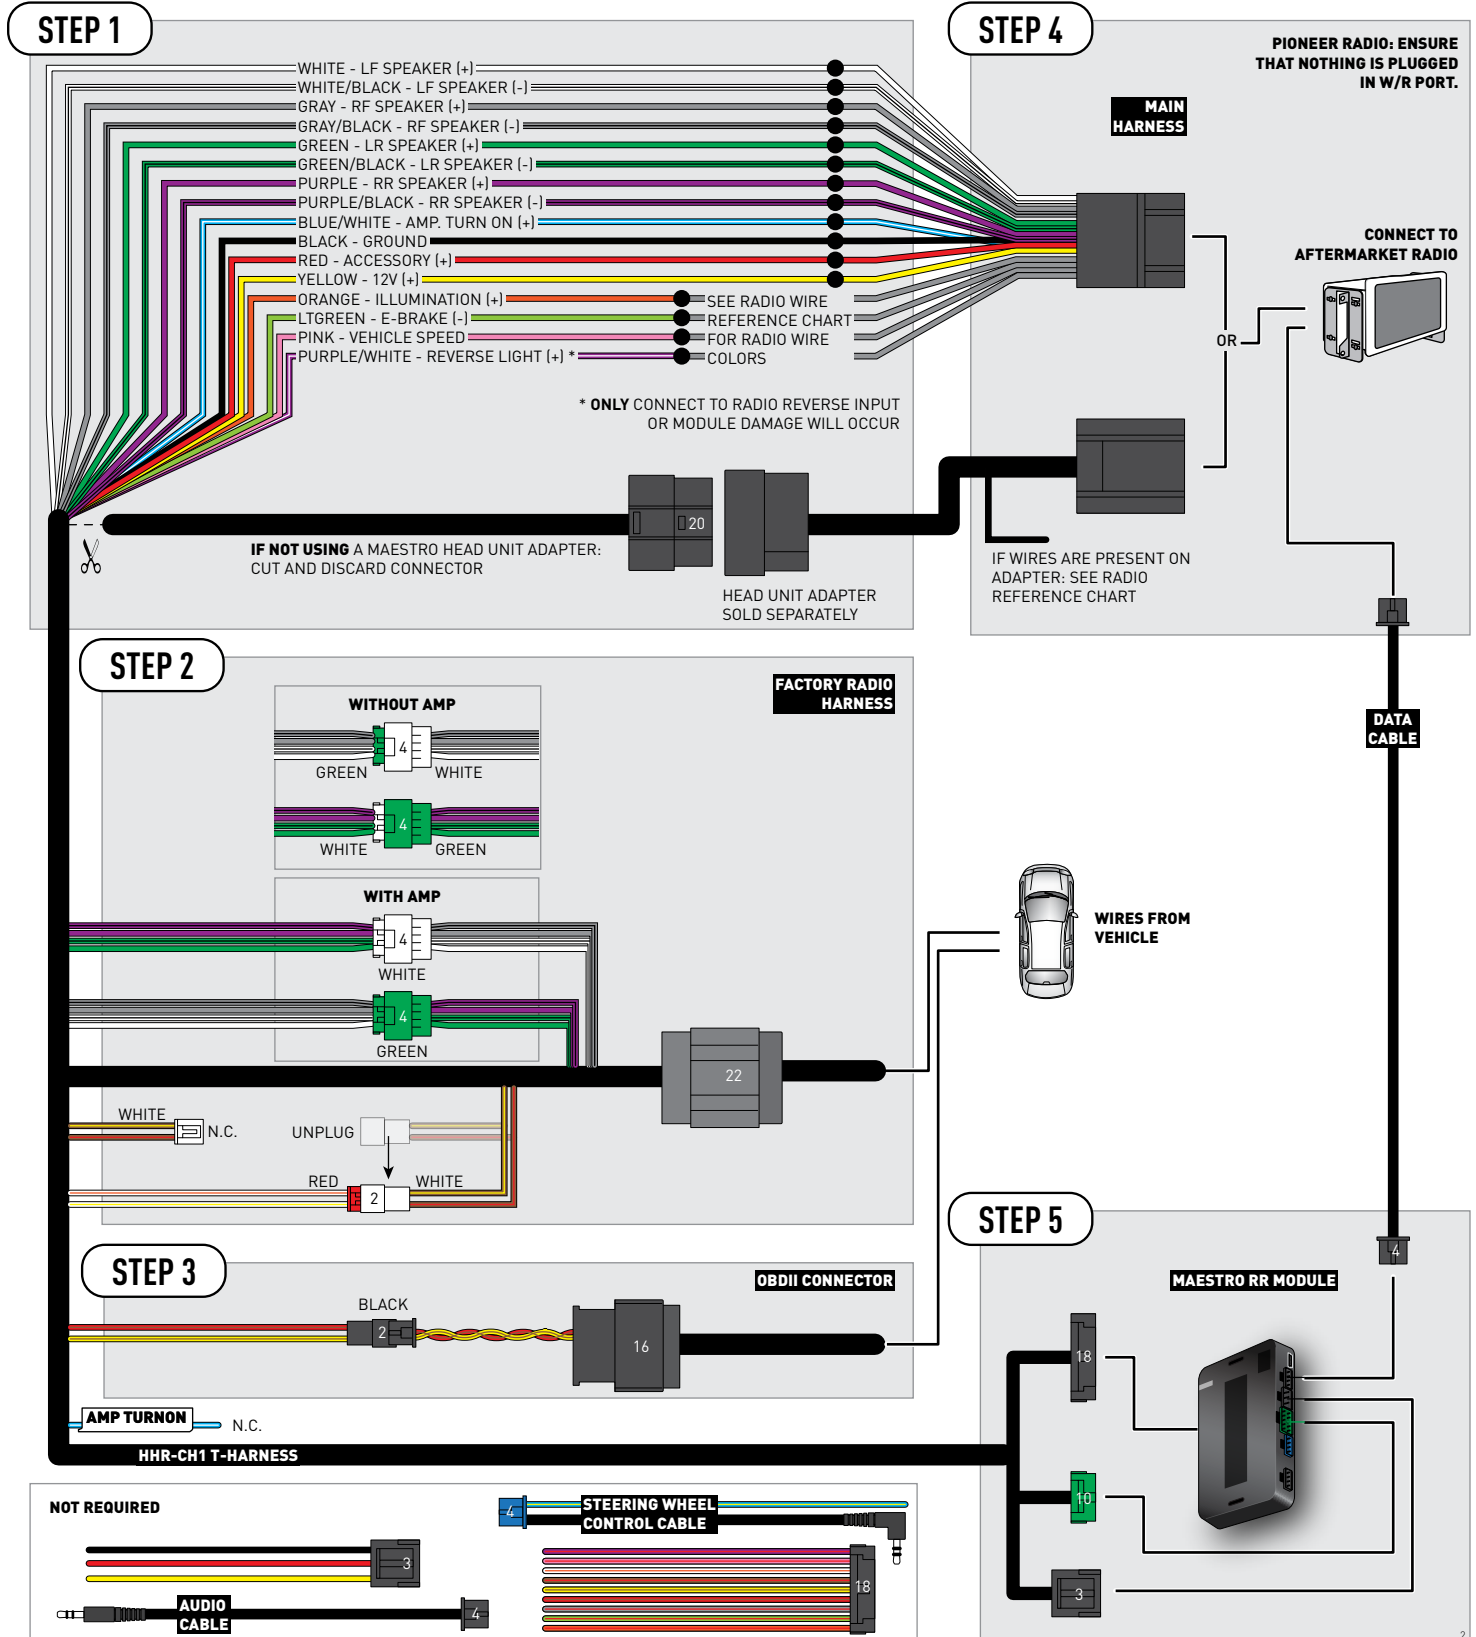 STEP 1
WHITE - LF SPEAKER (+)
WHITE/BLACK - LF SPEAKER (-)
GRAY - RF SPEAKER (+)
GRAY/BLACK - RF SPEAKER (-)
GREEN - LR SPEAKER (+)
GREEN/BLACK - LR SPEAKER (-)
PURPLE - RR SPEAKER (+)
PURPLE/BLACK - RR SPEAKER (-)
BLUE/WHITE - AMP. TURN ON (+)
BLACK - GROUND
RED - ACCESSORY (+)
YELLOW - 12V (+)
ORANGE - ILLUMINATION (+)
LTGREEN - E-BRAKE (-)
PINK - VEHICLE SPEED
PURPLE/WHITE - REVERSE LIGHT (+) *
SEE RADIO WIRE
REFERENCE CHART
FOR RADIO WIRE
COLORS
* ONLY CONNECT TO RADIO REVERSE INPUT
OR MODULE DAMAGE WILL OCCUR
20
IF NOT USING A MAESTRO HEAD UNIT ADAPTER:
CUT AND DISCARD CONNECTOR
HEAD UNIT ADAPTER
SOLD SEPARATELY
STEP 4
PIONEER RADIO: ENSURE
THAT NOTHING IS PLUGGED
IN W/R PORT.
MAIN
HARNESS
CONNECT TO
AFTERMARKET RADIO
OR
IF WIRES ARE PRESENT ON
ADAPTER: SEE RADIO
REFERENCE CHART
DATA
CABLE
STEP 2
FACTORY RADIO
HARNESS
WITHOUT AMP
4
GREEN
WHITE
4
WHITE
GREEN
WITH AMP
4
WHITE
4
GREEN
22
WIRES FROM
VEHICLE
WHITE
N.C.
UNPLUG
RED
WHITE
2
STEP 3
OBDII CONNECTOR
BLACK
2
16
AMP TURNON
N.C.
HHR-CH1 T-HARNESS
STEP 5
4
MAESTRO RR MODULE
18
10
3
NOT REQUIRED
3
AUDIO
CABLE
4
4
STEERING WHEEL
CONTROL CABLE
18
2